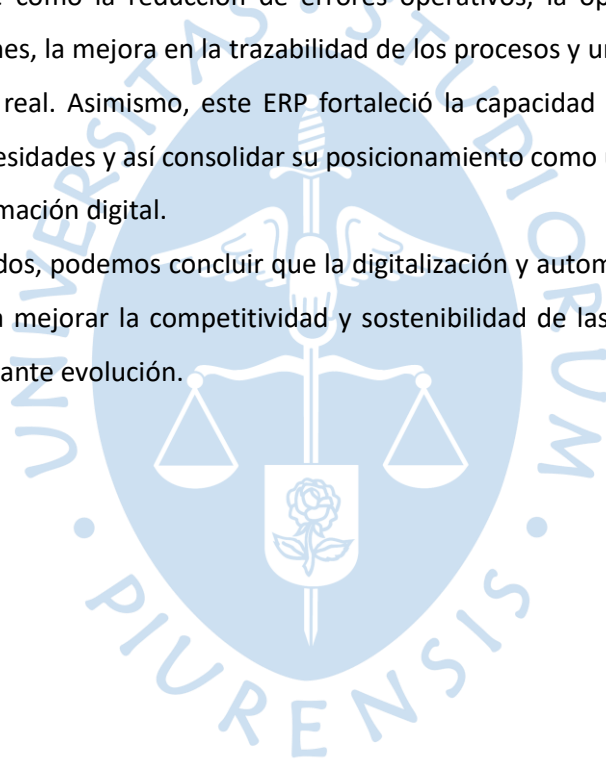 como la reducción de errores operativos, la
nes, la mejora en la trazabilidad de los procesos y
real. Asimismo, este ERP fortaleció la capacidad
esidades y así consolidar su posicionamiento como
mación digital.
dos, podemos concluir que la digitalización y autom
mejorar la competitividad y sostenibilidad de las
ante evolución.
UNIVERSITAS • STUDIORUM • PIURENSIS